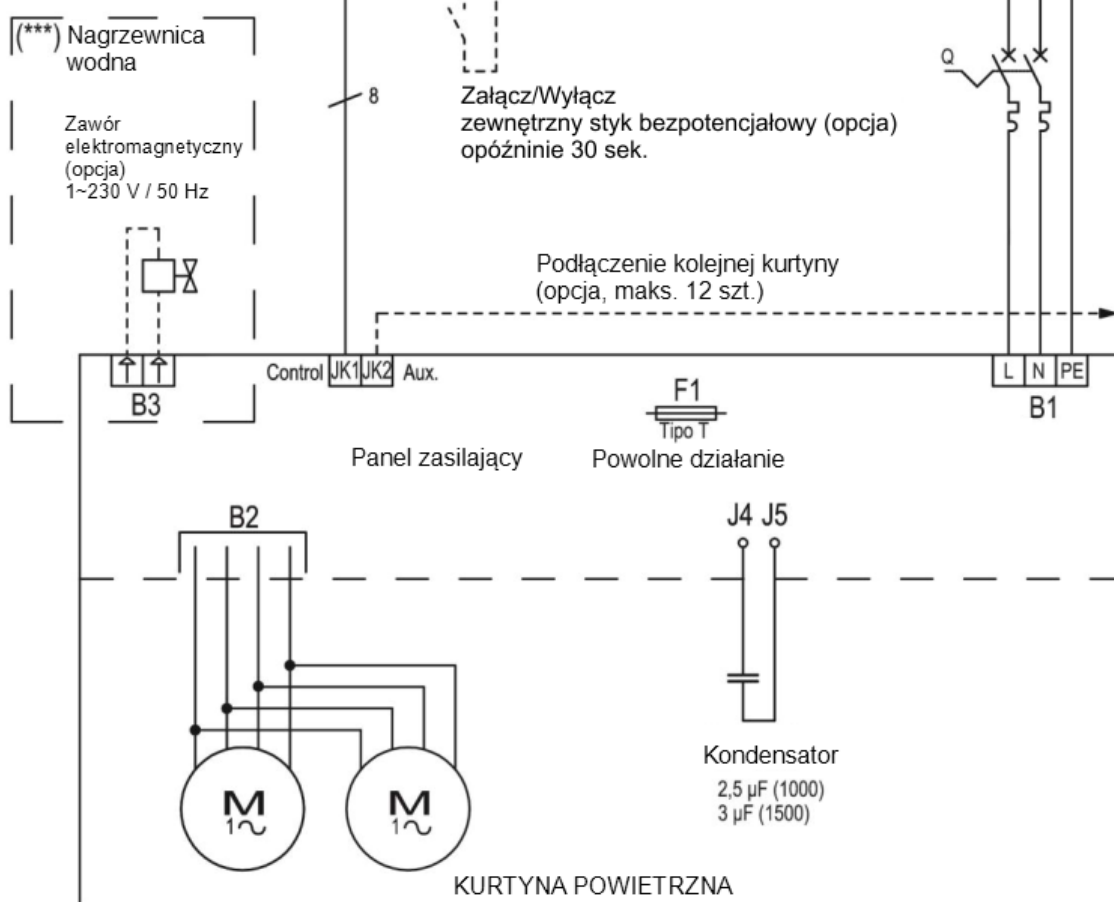 (***) Nagrzewnica
wodna
Zawór
elektromagnetyczny
(opcja)
1~230 V / 50 Hz
8
Załącz/Wyłącz
zewnętrzny styk bezpotencjałowy (opcja)
opóźninie 30 sek.
Q
Podłączenie kolejnej kurtyny
(opcja, maks. 12 szt.)
B3
Control JK1 JK2 Aux.
L N PE
B1
F1
Tipo T
Panel zasilający
Powolne działanie
B2
J4 J5
M
1~
M
1~
Kondensator
2,5 µF (1000)
3 µF (1500)
KURTYNA POWIETRZNA